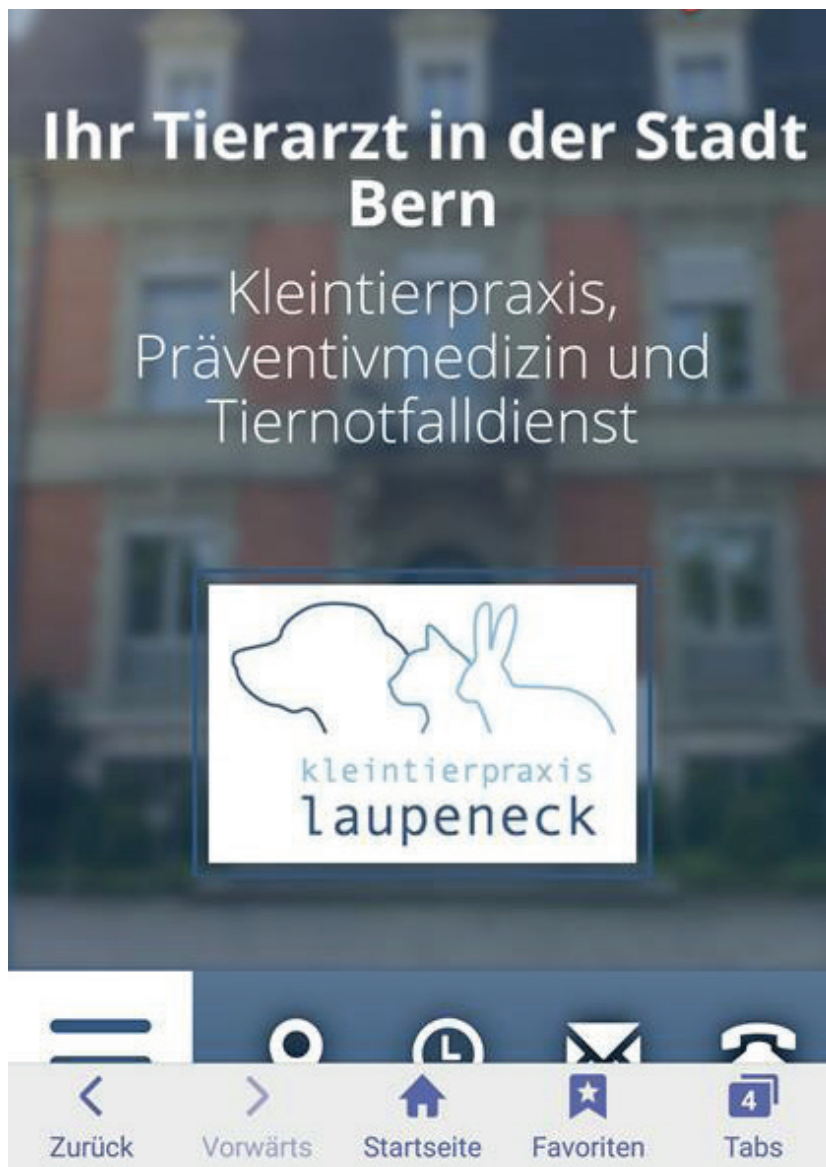 Ihr Tierarzt in der Stadt
Bern
Kleintierpraxis,
Präventivmedizin und
Tiernotfalldienst
kleintierpraxis
laupeneck
Zurück Vorwärts Startseite Favoriten 4 Tabs